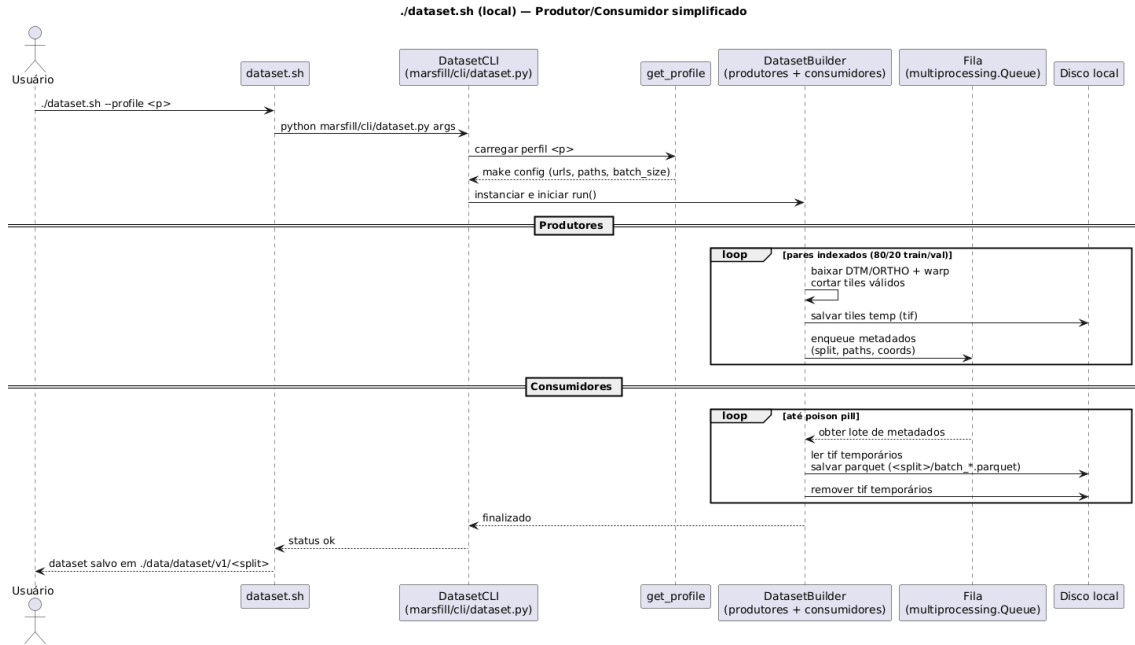 ./dataset.sh (local) — Produtor/Consumidor simplificado
Usuário
dataset.sh
DatasetCLI
(marsfill/cli/dataset.py)
get_profile
DatasetBuilder
(produtores + consumidores)
Fila
(multiprocessing.Queue)
Disco local
./dataset.sh --profile <p>
python marsfill/cli/dataset.py args
carregar perfil <p>
make config (urls, paths, batch_size)
instanciar e iniciar run()
Produtores
loop
[pares indexados (80/20 train/val)]
baixar DTM/ORTHO + warp
cortar tiles válidos
salvar tiles temp (tif)
enqueue metadados
(split, paths, coords)
Consumidores
loop
[até poison pill]
obter lote de metadados
ler tif temporários
salvar parquet (<split>/batch_*.parquet)
remover tif temporários
finalizado
status ok
dataset salvo em ./data/dataset/v1/<split>
Usuário
dataset.sh
DatasetCLI
(marsfill/cli/dataset.py)
get_profile
DatasetBuilder
(produtores + consumidores)
Fila
(multiprocessing.Queue)
Disco local